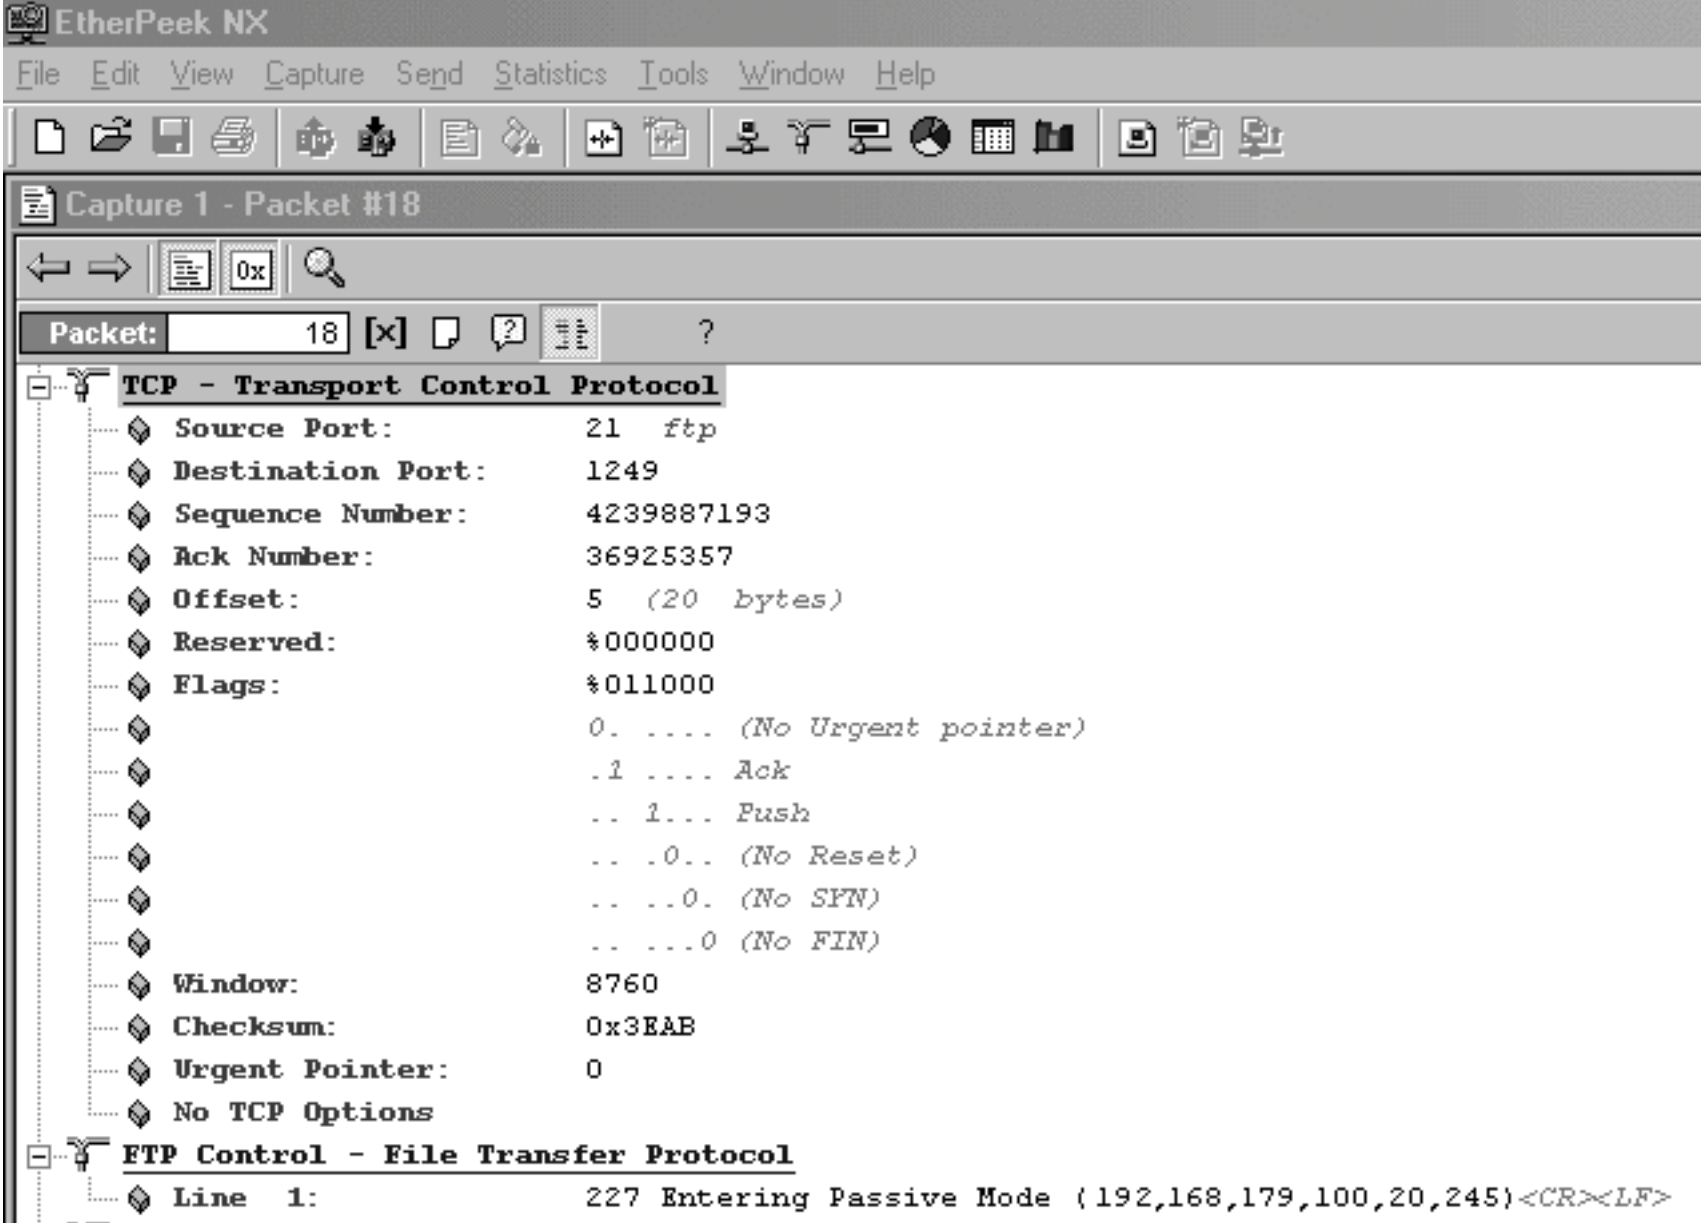 EtherPeek NX
File Edit View Capture Send Statistics Tools Window Help
Capture 1 - Packet #18
0x
Packet: 18 [x] ? ?
TCP - Transport Control Protocol
Source Port: 21 ftp
Destination Port: 1249
Sequence Number: 4239887193
Ack Number: 36925357
Offset: 5 (20 bytes)
Reserved: %000000
Flags: %011000
0. .... (No Urgent pointer)
.1 .... Ack
.. 1... Push
.. .0.. (No Reset)
.. ..0. (No SYN)
.. ...0 (No FIN)
Window: 8760
Checksum: 0x3EAB
Urgent Pointer: 0
No TCP Options
FTP Control - File Transfer Protocol
Line 1: 227 Entering Passive Mode (192,168,179,100,20,245)<CR><LF>